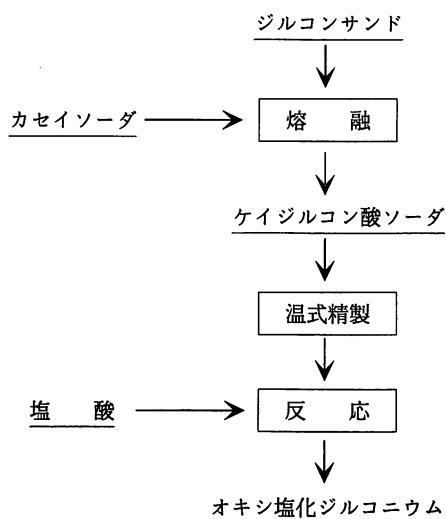 ジルコンサンド
カセイソーダ
熔融
ケイジルコン酸ソーダ
温式精製
塩酸
反応
オキシ塩化ジルコニウム